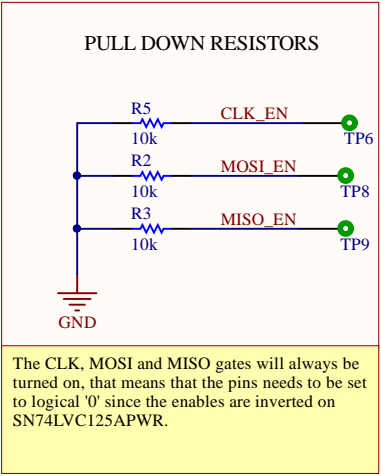 PULL DOWN RESISTORS
R5
CLK_EN
10k
TP6
R2
MOSI_EN
10k
TP8
R3
MISO_EN
10k
TP9
GND
The CLK, MOSI and MISO gates will always be
turned on, that means that the pins needs to be set
to logical '0' since the enables are inverted on
SN74LVC125APWR.